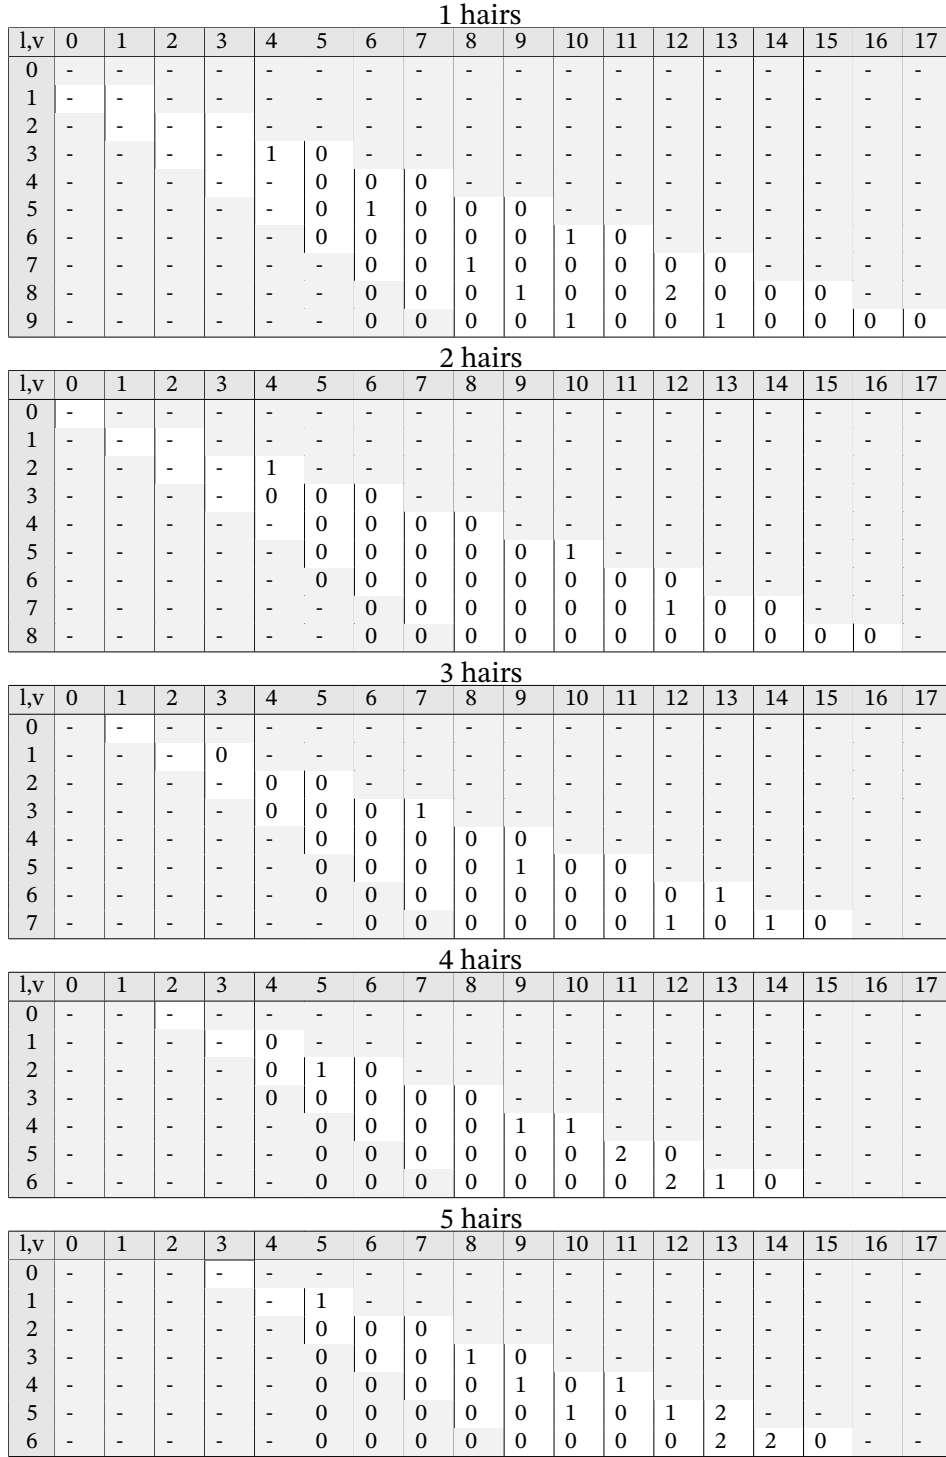 1 hairs
l,v 0 1 2 3 4 5 6 7 8 9 10 11 12 13 14 15 16 17
0 - - - - - - - - - - - - - - - - - -
1 - - - - - - - - - - - - - - - - - -
2 - - - - - - - - - - - - - - - - - -
3 - - - - 1 0 - - - - - - - - - - - -
4 - - - - - 0 0 0 - - - - - - - - - -
5 - - - - - 0 1 0 0 0 - - - - - - - -
6 - - - - - 0 0 0 0 0 1 0 - - - - - -
7 - - - - - - 0 0 1 0 0 0 0 0 - - - -
8 - - - - - - 0 0 0 1 0 0 2 0 0 0 - -
9 - - - - - - 0 0 0 0 1 0 0 1 0 0 0 0
2 hairs
l,v 0 1 2 3 4 5 6 7 8 9 10 11 12 13 14 15 16 17
0 - - - - - - - - - - - - - - - - - -
1 - - - - - - - - - - - - - - - - - -
2 - - - - 1 - - - - - - - - - - - - -
3 - - - - 0 0 0 - - - - - - - - - - -
4 - - - - - 0 0 0 0 - - - - - - - - -
5 - - - - - 0 0 0 0 0 1 - - - - - - -
6 - - - - - 0 0 0 0 0 0 0 0 - - - - -
7 - - - - - - 0 0 0 0 0 0 1 0 0 - - -
8 - - - - - - 0 0 0 0 0 0 0 0 0 0 0 -
3 hairs
l,v 0 1 2 3 4 5 6 7 8 9 10 11 12 13 14 15 16 17
0 - - - - - - - - - - - - - - - - - -
1 - - - 0 - - - - - - - - - - - - - -
2 - - - - 0 0 - - - - - - - - - - - -
3 - - - - 0 0 0 1 - - - - - - - - - -
4 - - - - - 0 0 0 0 0 - - - - - - - -
5 - - - - - 0 0 0 0 1 0 0 - - - - - -
6 - - - - - 0 0 0 0 0 0 0 0 1 - - - -
7 - - - - - - 0 0 0 0 0 0 1 0 1 0 - -
4 hairs
l,v 0 1 2 3 4 5 6 7 8 9 10 11 12 13 14 15 16 17
0 - - - - - - - - - - - - - - - - - -
1 - - - - 0 - - - - - - - - - - - - -
2 - - - - 0 1 0 - - - - - - - - - - -
3 - - - - 0 0 0 0 0 - - - - - - - - -
4 - - - - - 0 0 0 0 1 1 - - - - - - -
5 - - - - - 0 0 0 0 0 0 2 0 - - - - -
6 - - - - - 0 0 0 0 0 0 0 2 1 0 - - -
5 hairs
l,v 0 1 2 3 4 5 6 7 8 9 10 11 12 13 14 15 16 17
0 - - - - - - - - - - - - - - - - - -
1 - - - - - 1 - - - - - - - - - - - -
2 - - - - - 0 0 0 - - - - - - - - - -
3 - - - - - 0 0 0 1 0 - - - - - - - -
4 - - - - - 0 0 0 0 1 0 1 - - - - - -
5 - - - - - 0 0 0 0 0 1 0 1 2 - - - -
6 - - - - - 0 0 0 0 0 0 0 0 2 2 0 - -